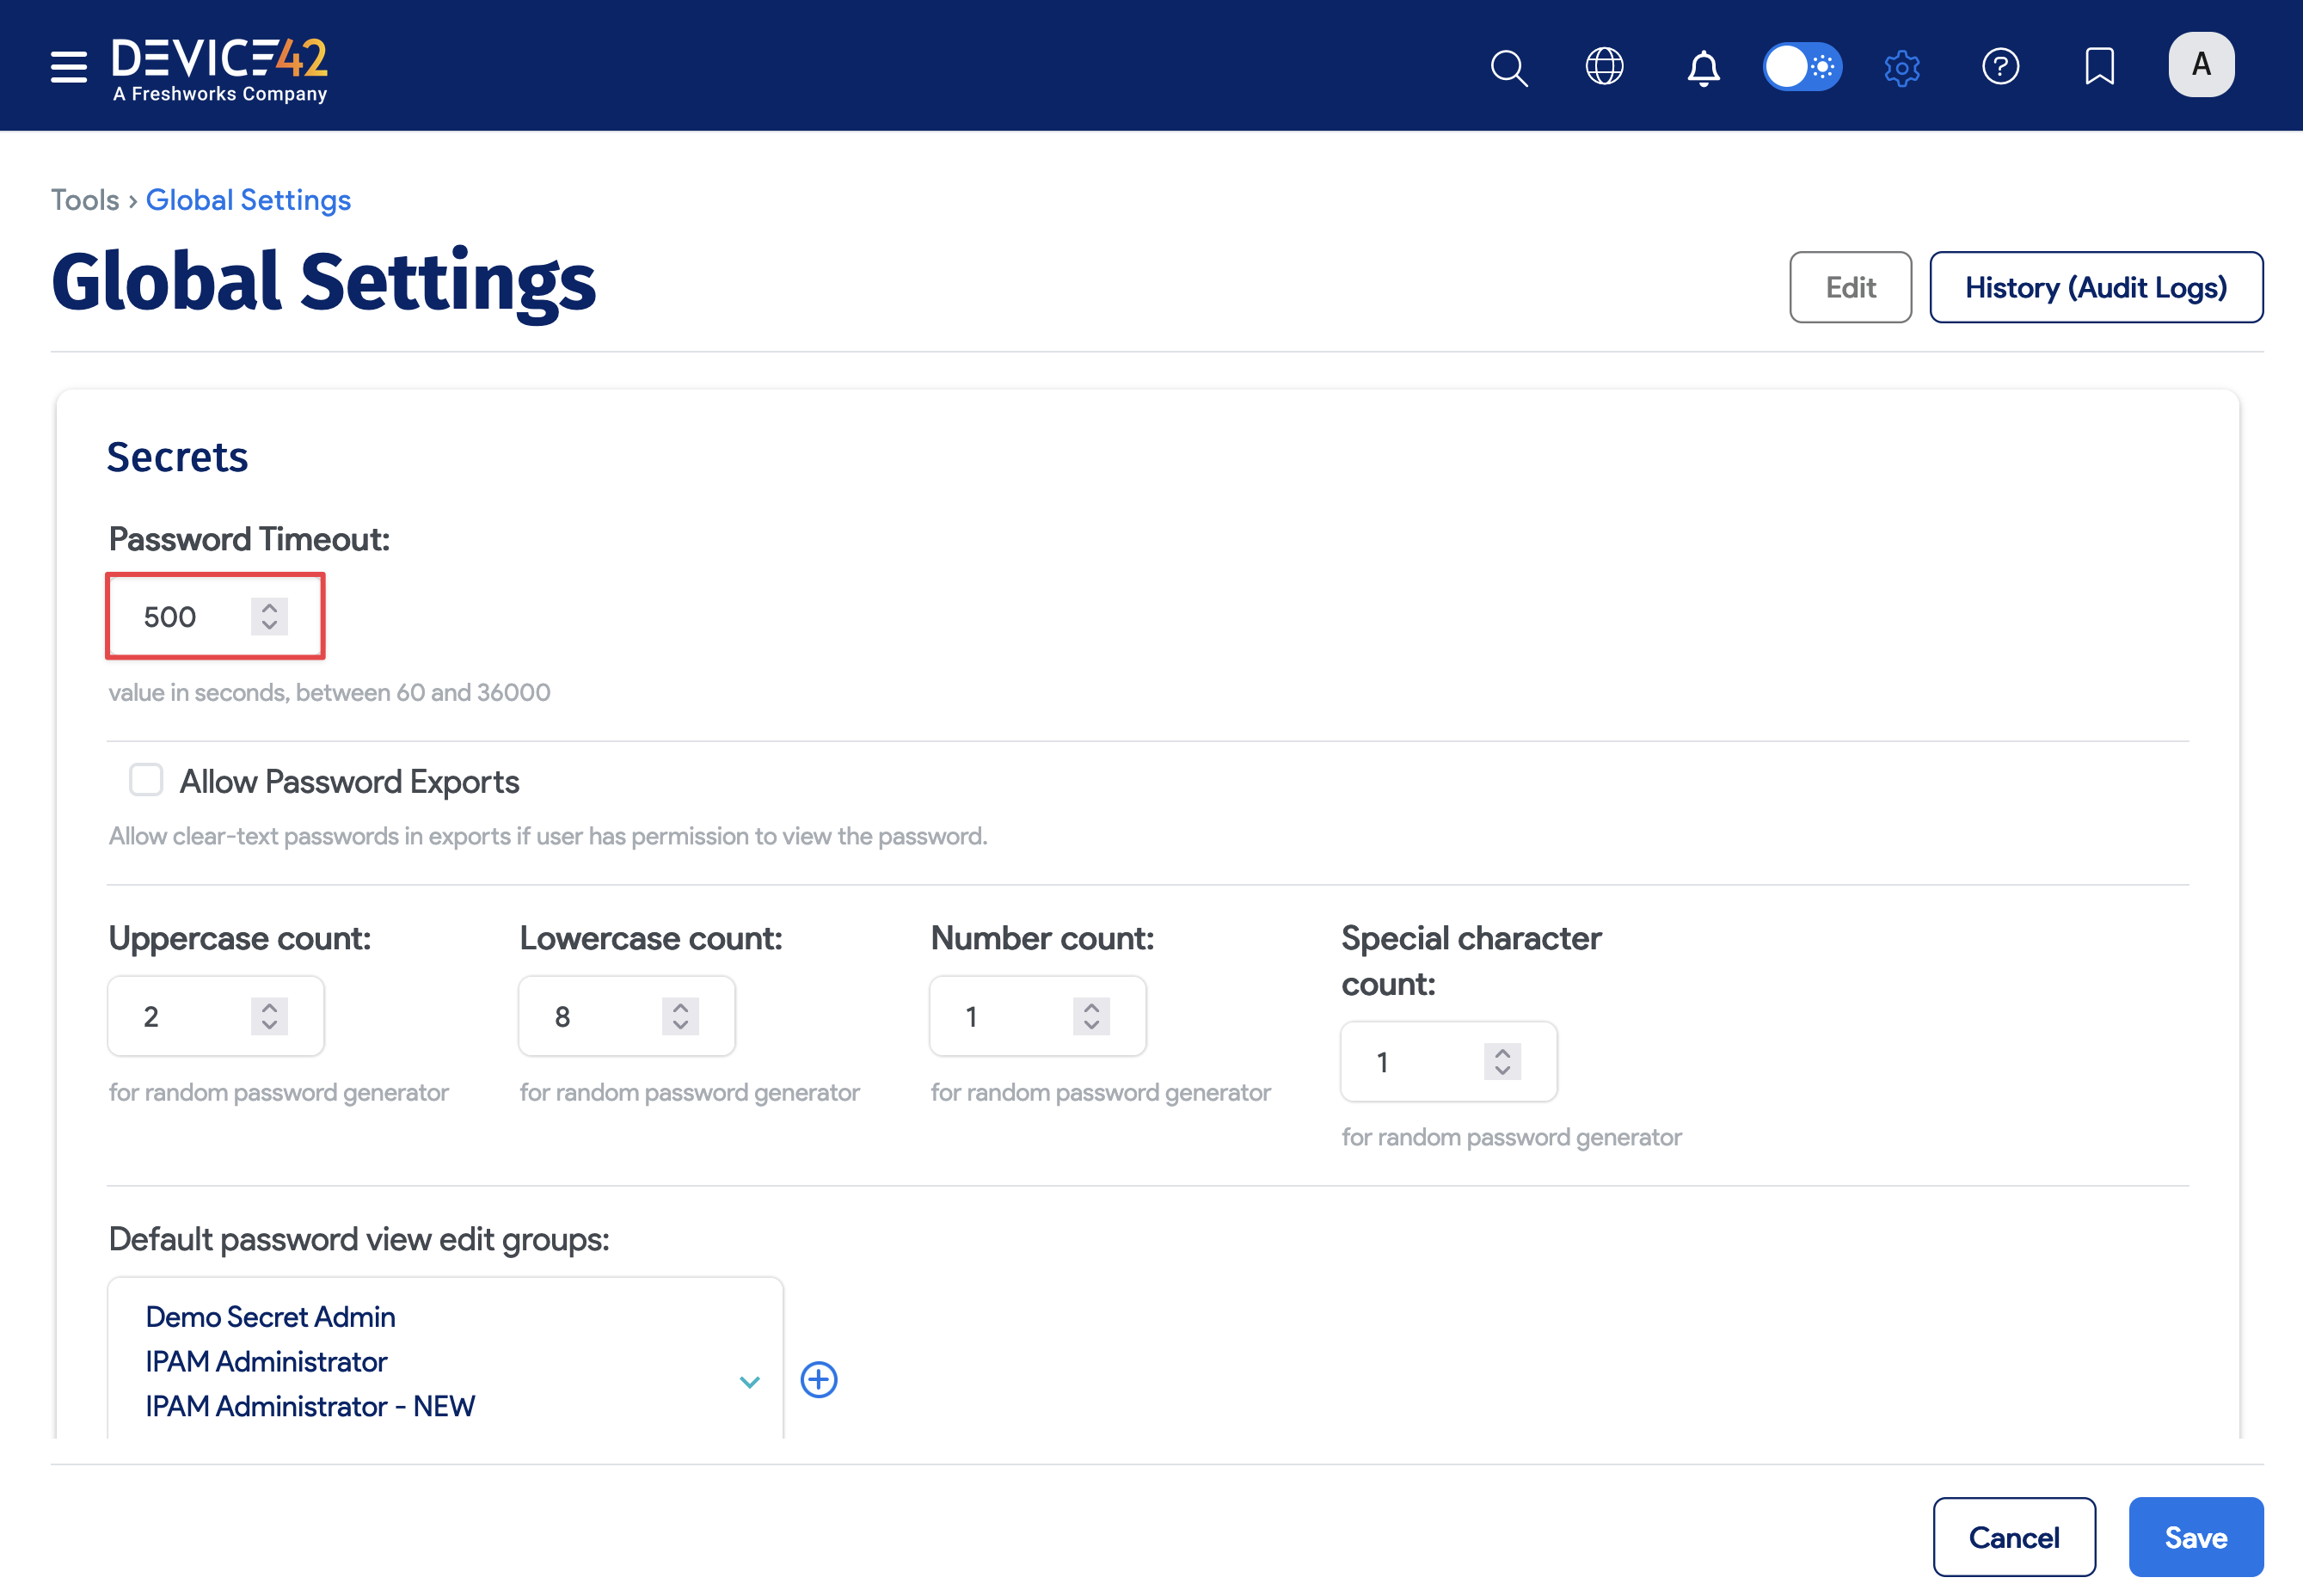 DEVICE42
A Freshworks Company
A
Tools › Global Settings
Global Settings
Edit
History (Audit Logs)
Secrets
Password Timeout:
500
value in seconds, between 60 and 36000
Allow Password Exports
Allow clear-text passwords in exports if user has permission to view the password.
Uppercase count:
2
for random password generator
Lowercase count:
8
for random password generator
Number count:
1
for random password generator
Special character
count:
1
for random password generator
Default password view edit groups:
Demo Secret Admin
IPAM Administrator
IPAM Administrator - NEW
Cancel
Save